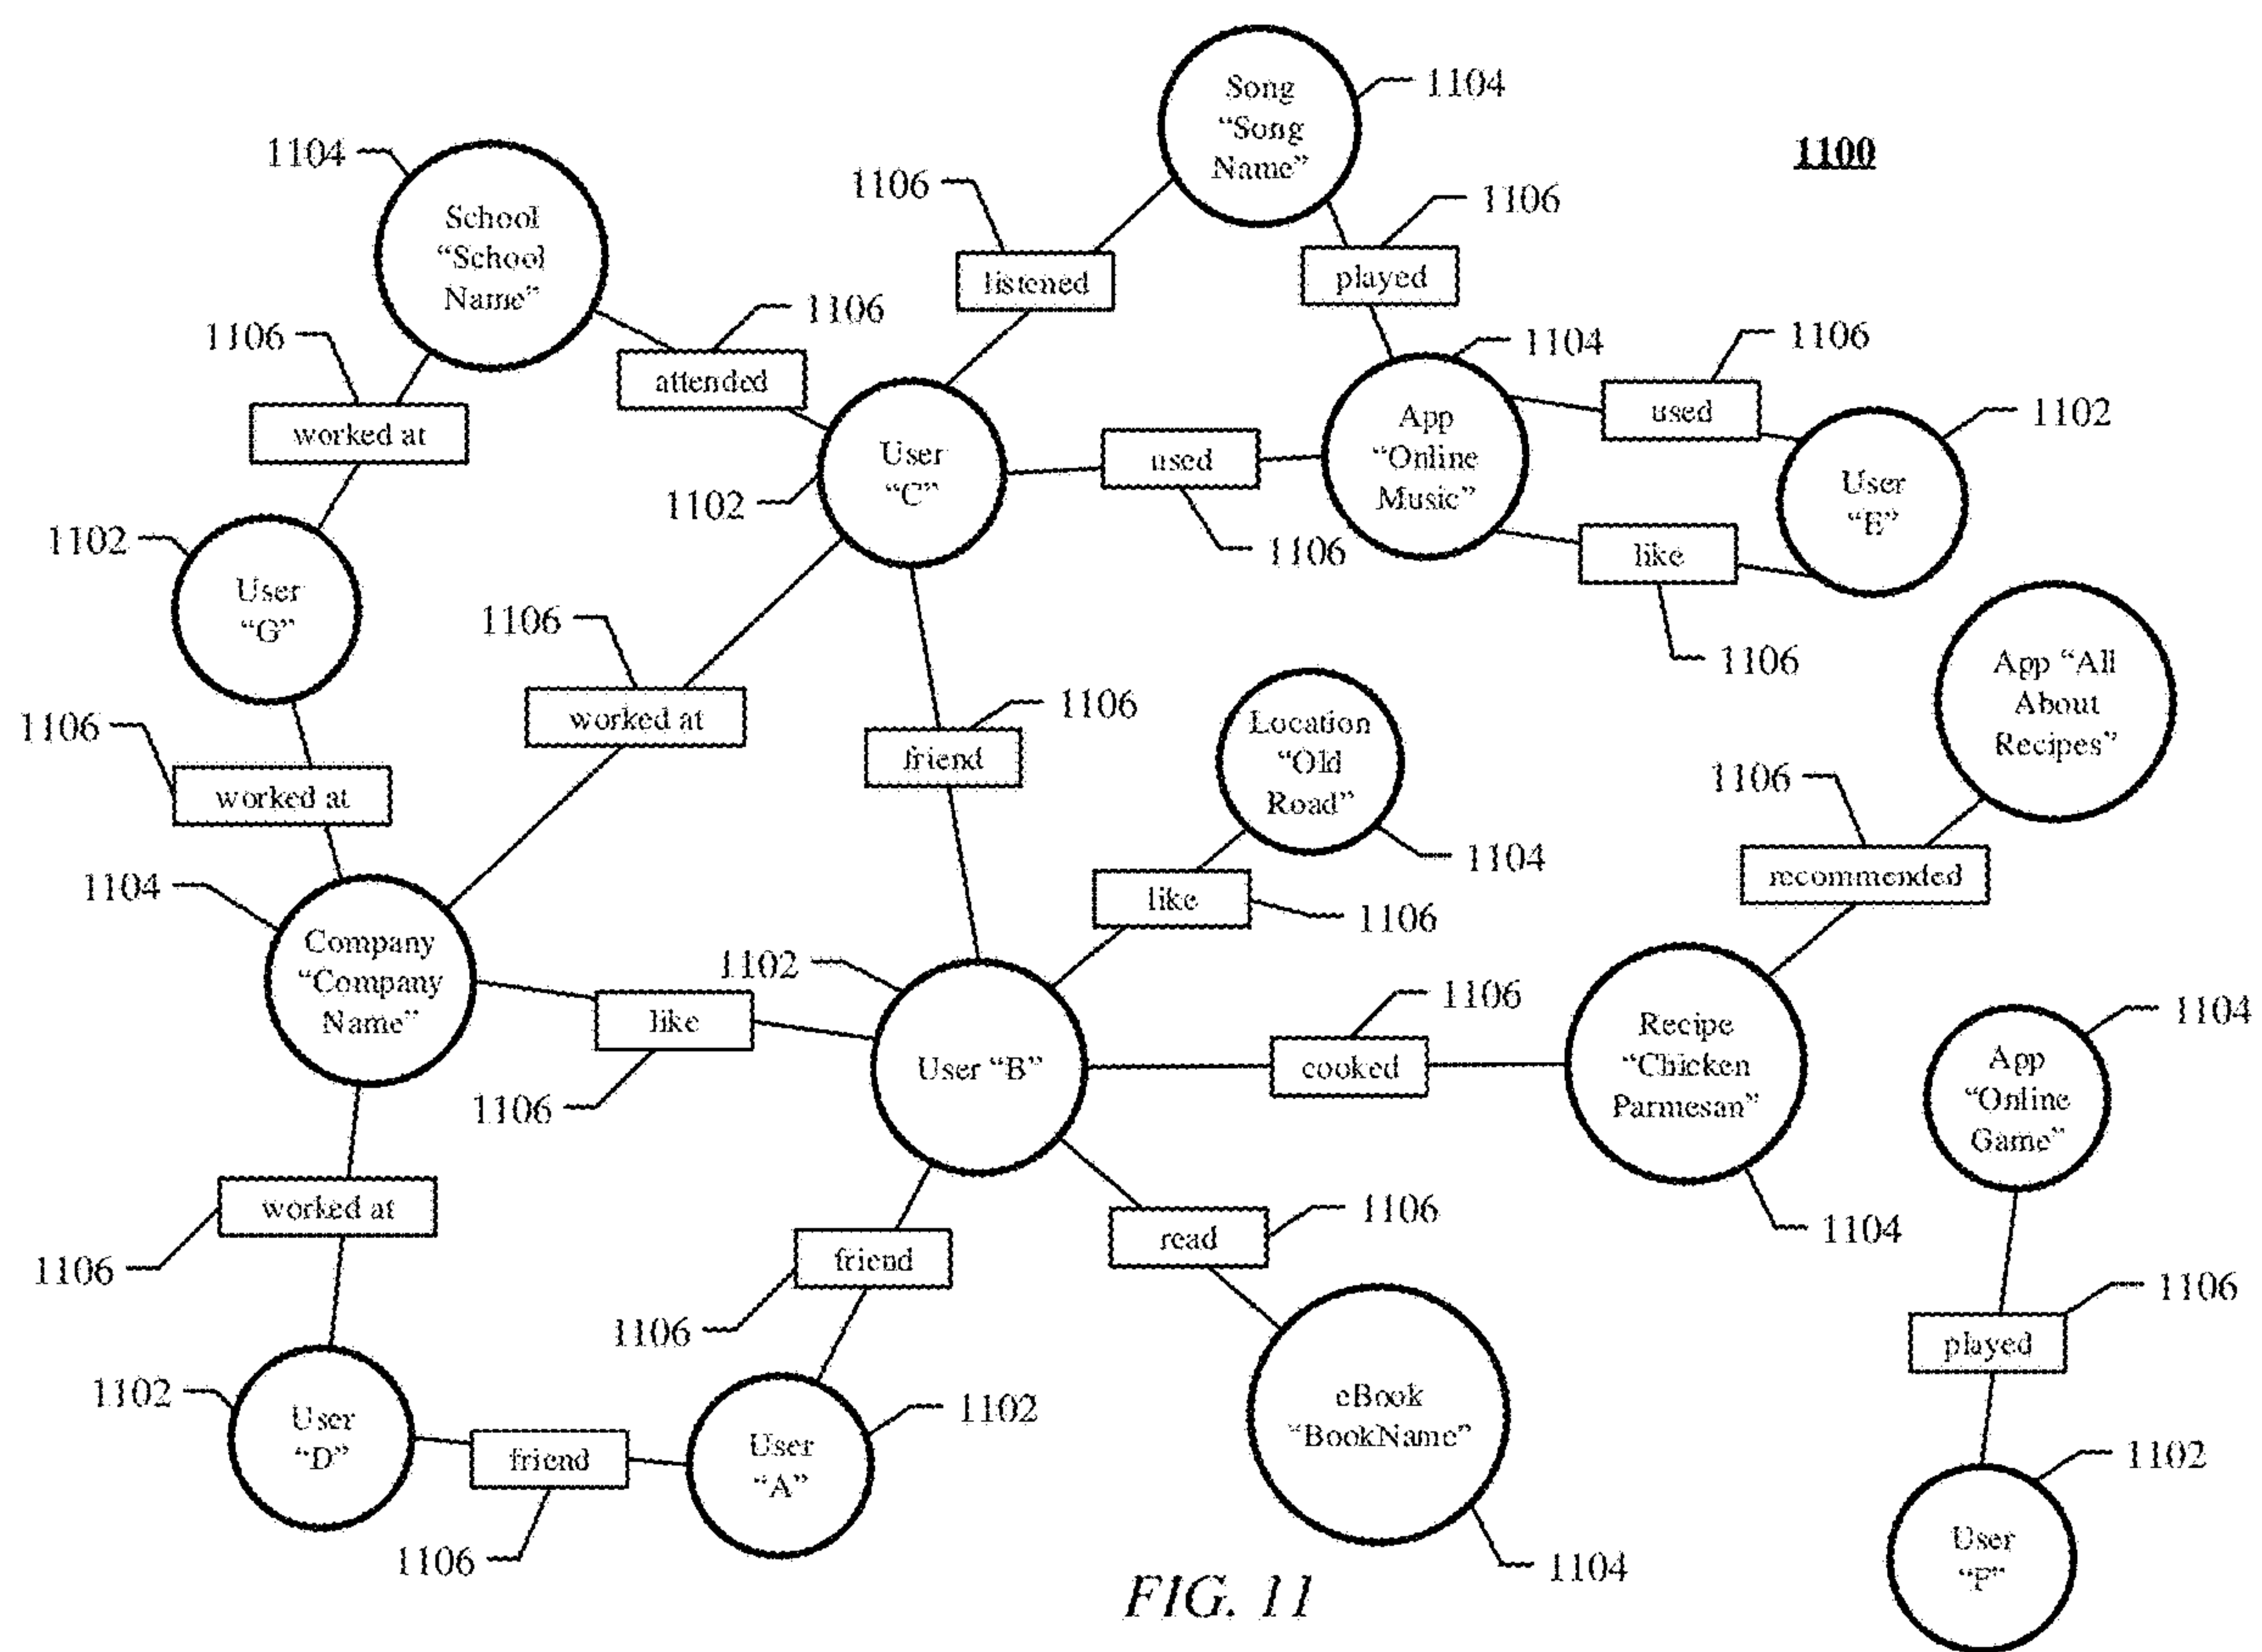 Song
“Song
Name”
1104
1100
1104
School
“School
Name”
1106
1106
listened
played
1106
attended
1106
worked at
1104
1106
used
1102
User
“C”
1102
used
1106
App
“Online
Music”
User
“E”
like
1106
1102
User
“G”
1106
worked at
1106
friend
Location
“Old
Road”
1104
App “All
About
Recipes”
1106
worked at
1106
recommended
like
1106
1104
Company
“Company
Name”
1102
like
1106
User “B”
1106
cooked
Recipe
“Chicken
Parmesan”
1104
1104
App
“Online
Game”
worked at
1106
friend
1106
read
1106
1106
played
1102
User
“D”
friend
1106
User
“A”
1102
eBook
“BookName”
1104
1102
User
“F”
FIG. 11